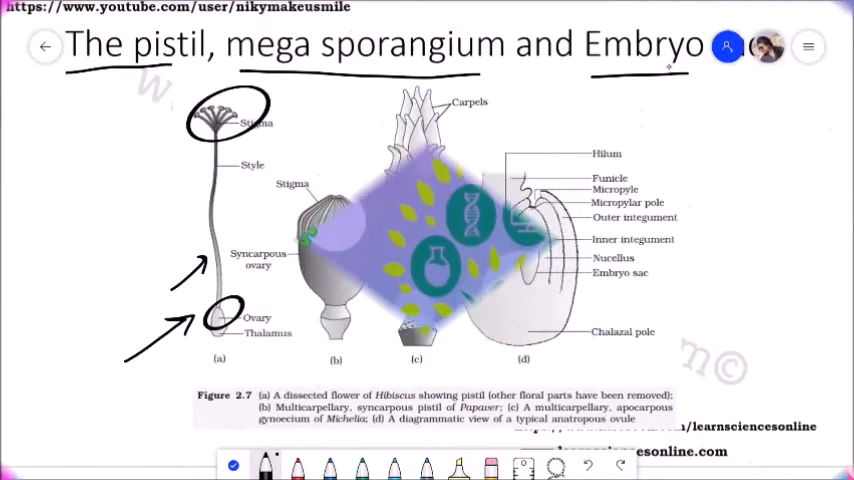 https://www.youtube.com/user/nikymakeusmile
The pistil, mega sporangium and Embryo
Carpels
Stigma
Style
Ovary
Thalamus
(a)
Stigma
Syncarpous
ovary
(b)
(c)
Hilum
Funicle
Micropyle
Micropylar pole
Outer integument
Inner integument
Nucellus
Embryo sac
Chalazal pole
(d)
Figure 2.7 (a) A dissected flower of Hibiscus showing pistil (other floral parts have been removed);
(b) Multicarpellary, syncarpous pistil of Papaver; (c) A multicarpellary, apocarpous
gynoecium of Michelia; (d) A diagrammatic view of a typical anatropous ovule
/learnsciencesonline
esonline.com
m©